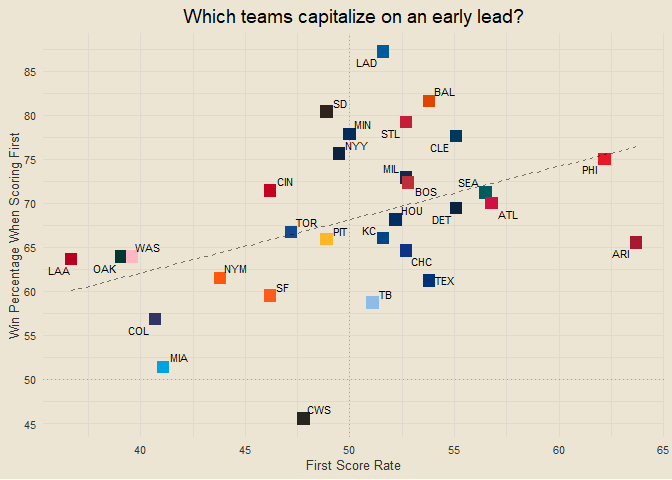 Which teams capitalize on an early lead?
Win Percentage When Scoring First
85
80
75
70
65
60
55
50
45
LAD
BAL
SD
STL
MIN
CLE
NYY
PHI
MIL
CIN
BOS
SEA
ATL
DET
HOU
TOR
PIT
KC
ARI
CHC
WAS
OAK
LAA
NYM
TEX
SF
TB
COL
MIA
CWS
40
45
50
55
60
65
First Score Rate